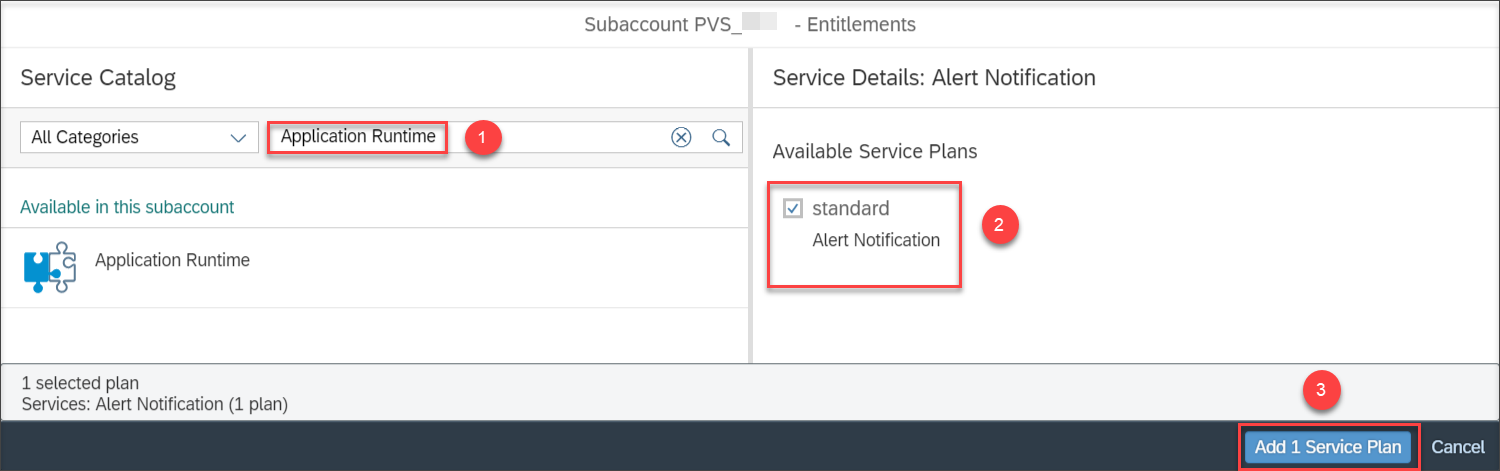 Subaccount PVS_ - Entitlements
Service Catalog
Service Details: Alert Notification
All Categories
Application Runtime
1
Available Service Plans
Available in this subaccount
standard
Alert Notification
2
Application Runtime
1 selected plan
Services: Alert Notification (1 plan)
3
Add 1 Service Plan
Cancel